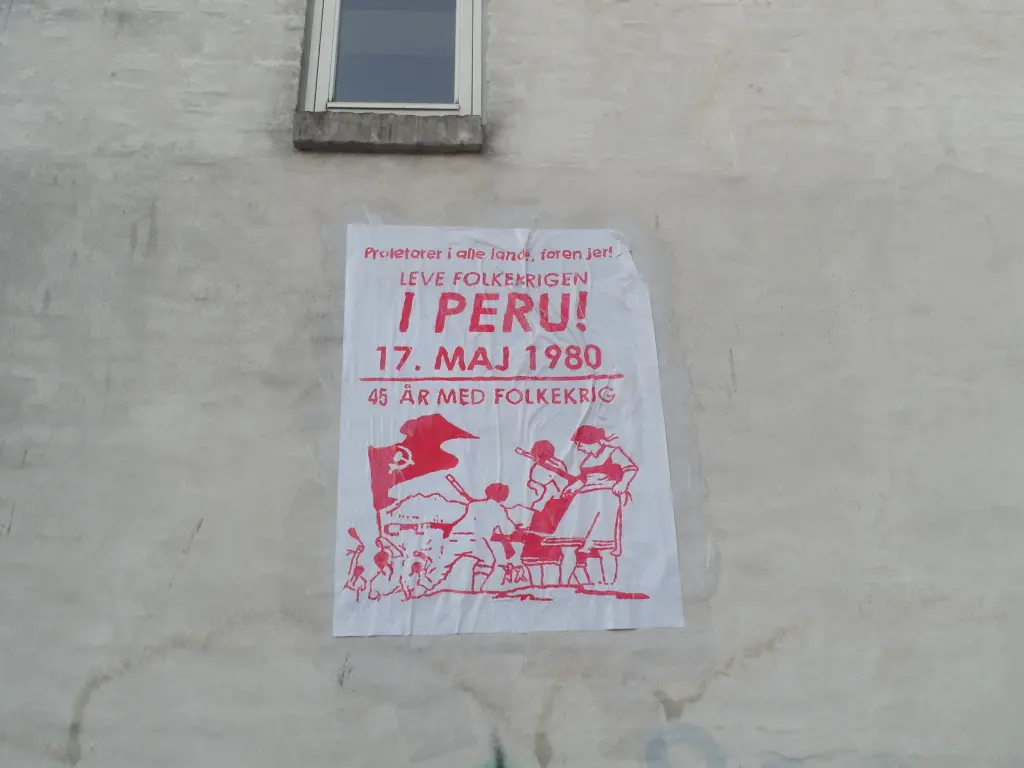 Proletarer i alle lande, foren jer!
LEVE FOLKEKRIGEN
I PERU!
17. MAJ 1980
45 ÅR MED FOLKEKRIG